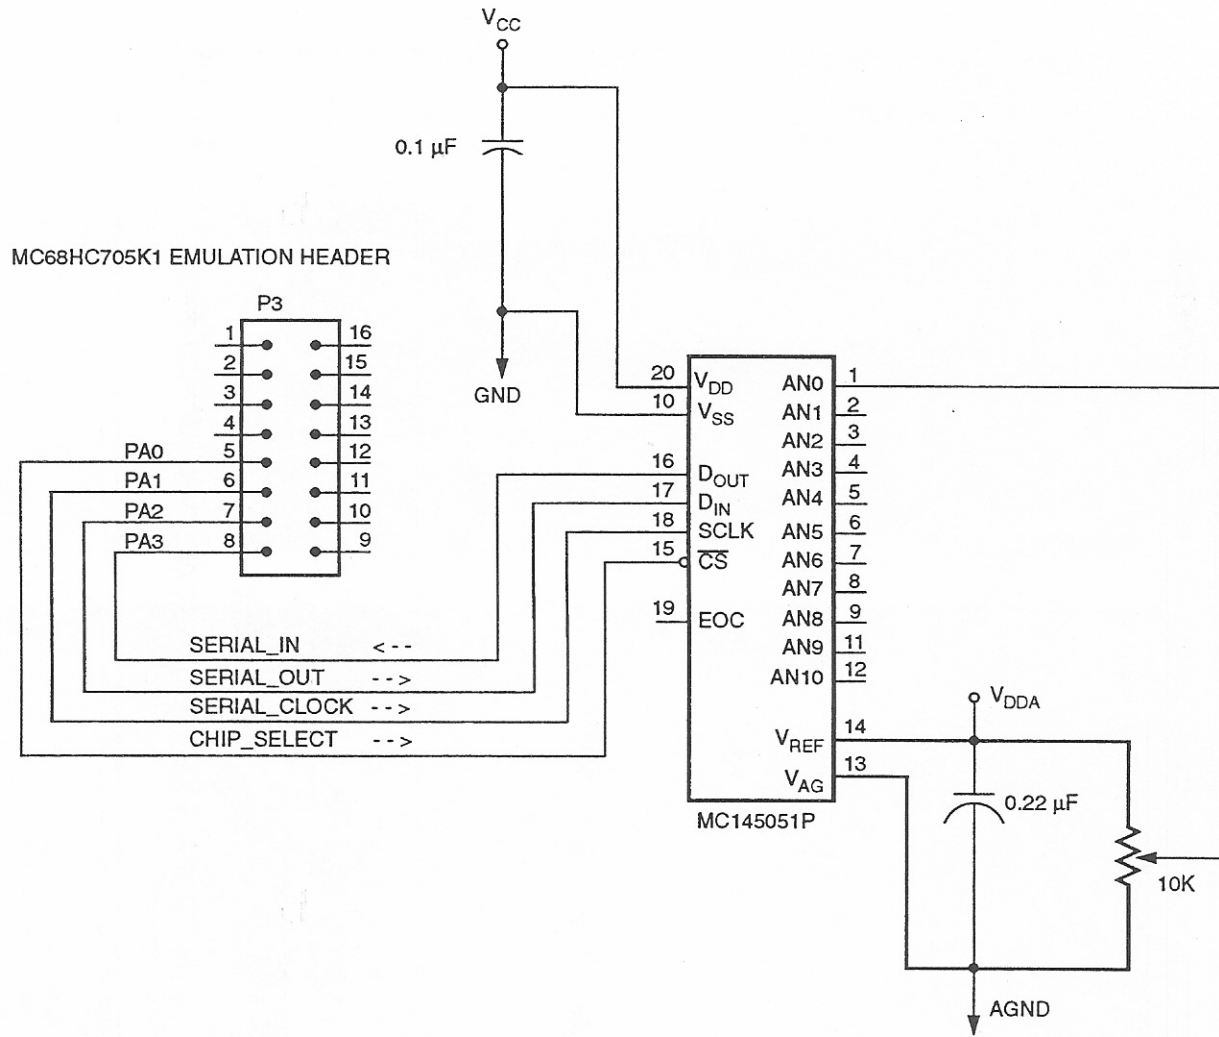 VCC
0.1 μF
MC68HC705K1 EMULATION HEADER
P3
1 16
2 15
3 14
4 13
PA0 5 12
PA1 6 11
PA2 7 10
PA3 8 9
GND
20 VDD AN0 1
10 VSS AN1 2
AN2 3
16 DOUT AN3 4
17 DIN AN4 5
18 SCLK AN5 6
15 CS AN6 7
AN7 8
19 EOC AN8 9
AN9 11
AN10 12
SERIAL_IN <--
SERIAL_OUT -->
SERIAL_CLOCK -->
CHIP_SELECT -->
VREF 14
VAG 13
MC145051P
VDDA
0.22 μF
10K
AGND